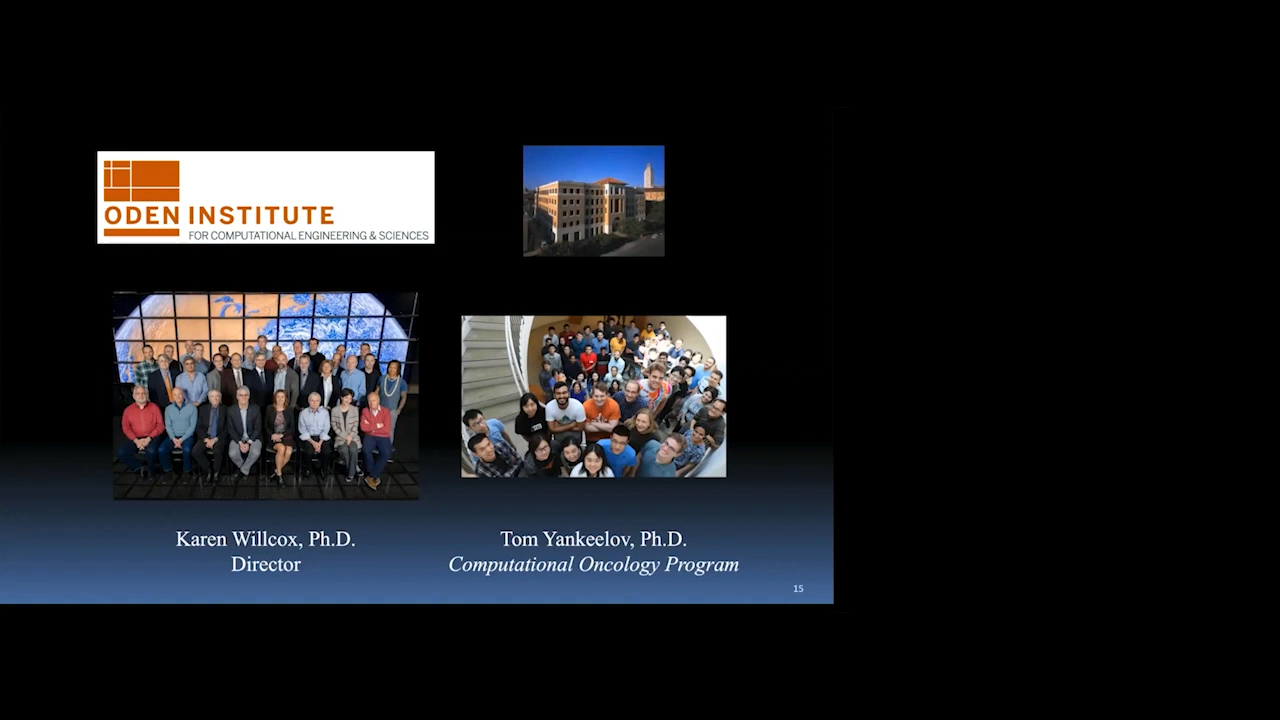 ODEN INSTITUTE
FOR COMPUTATIONAL ENGINEERING & SCIENCES
Karen Willcox, Ph.D.
Director
Tom Yankeelov, Ph.D.
Computational Oncology Program
15